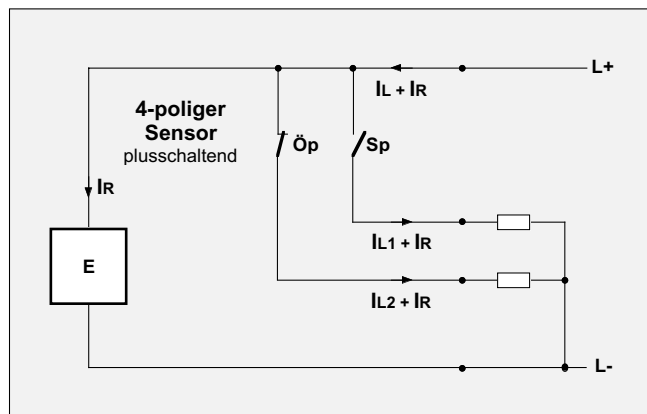 L+
IL + IR
4-poliger
Sensor
plusschaltend
Öp
Sp
IR
IL1 + IR
E
IL2 + IR
L-